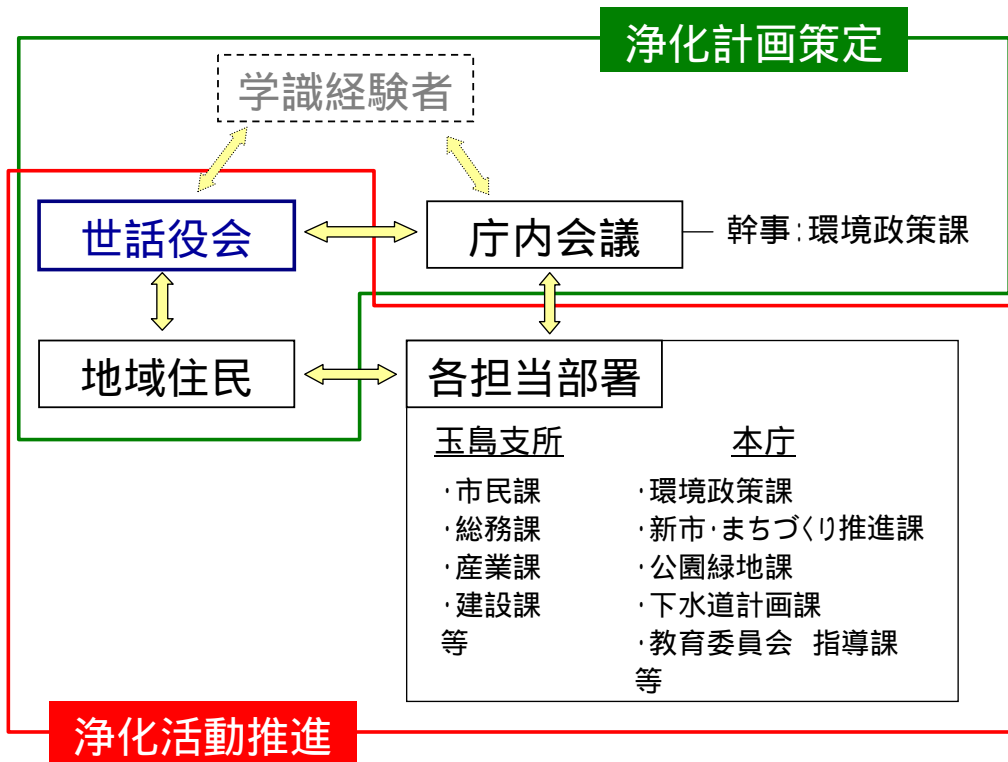 浄化計画策定
学識経験者
世話役会
庁内会議
幹事:環境政策課
地域住民
各担当部署
玉島支所
・市民課
・総務課
・産業課
・建設課
等
本庁
・環境政策課
・新市・まちづくり推進課
・公園緑地課
・下水道計画課
・教育委員会 指導課
等
浄化活動推進